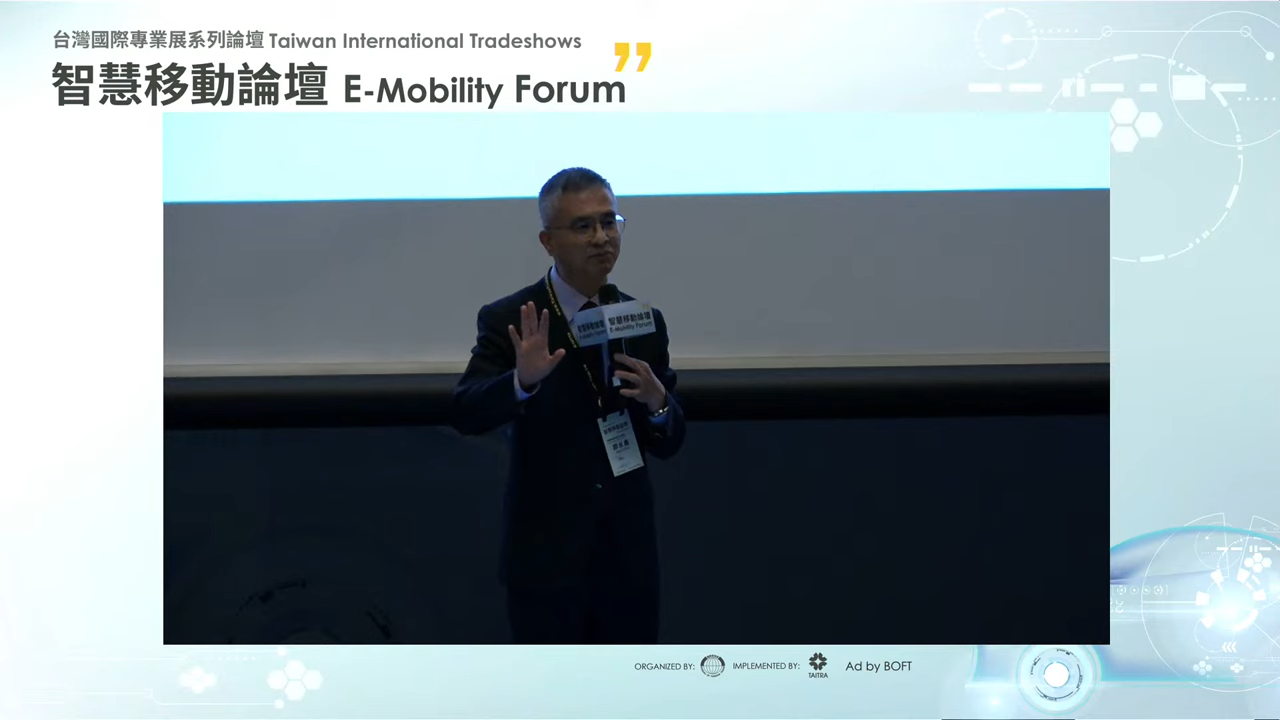 台灣國際專業展系列論壇 Taiwan International Tradeshows
智慧移動論壇 E-Mobility Forum
智慧移動論壇
E-Mobility Forum
ORGANIZED BY:
IMPLEMENTED BY:
TAITRA
Ad by BOFT